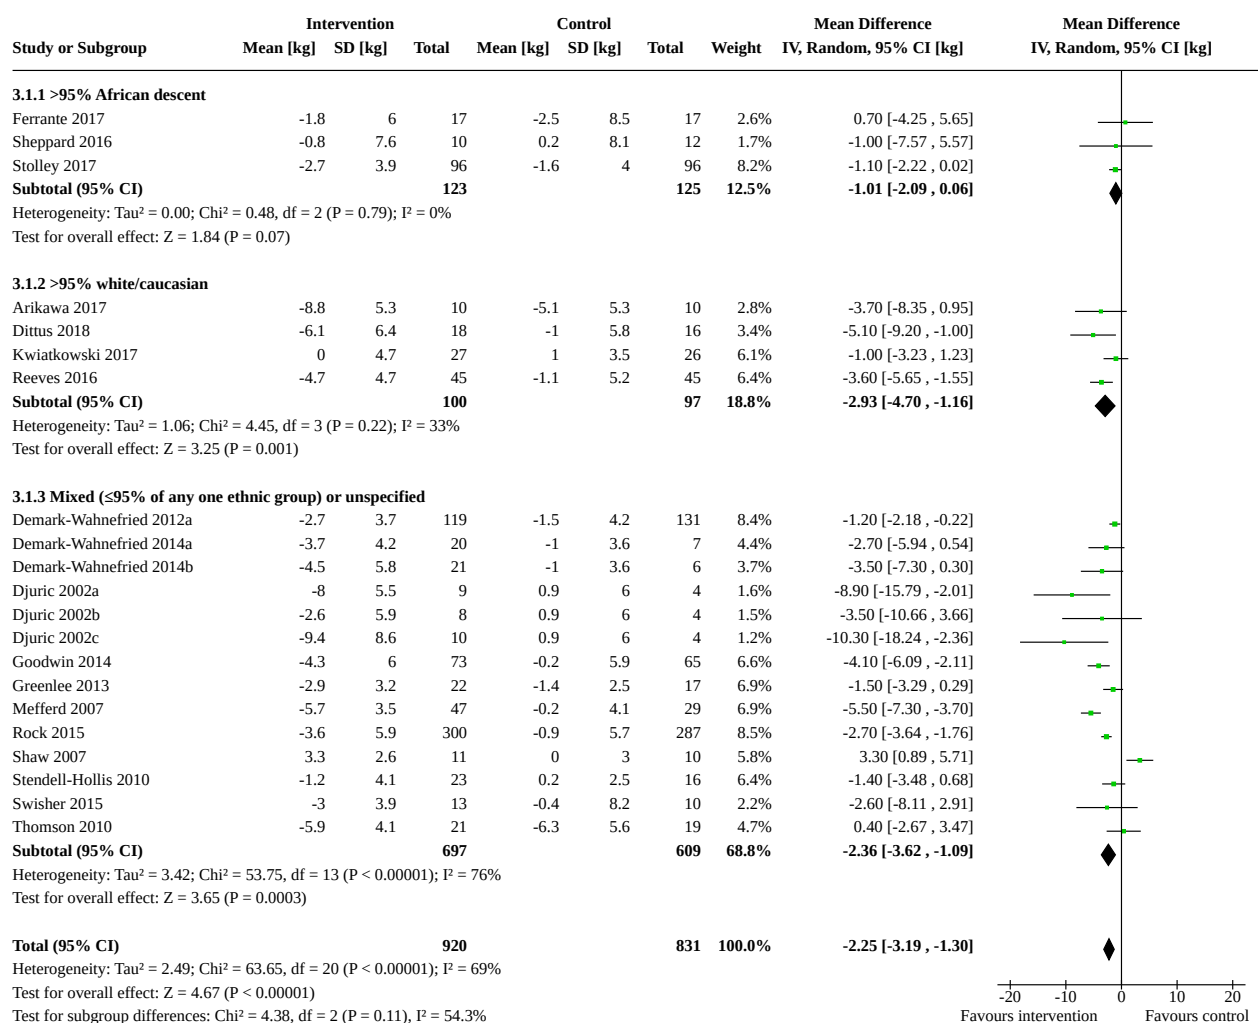 Intervention Control Mean Difference Mean Difference
Study or Subgroup Mean [kg] SD [kg] Total Mean [kg] SD [kg] Total Weight IV, Random, 95% CI [kg] IV, Random, 95% CI [kg]
3.1.1 >95% African descent
Ferrante 2017 -1.8 6 17 -2.5 8.5 17 2.6% 0.70 [-4.25 , 5.65]
Sheppard 2016 -0.8 7.6 10 0.2 8.1 12 1.7% -1.00 [-7.57 , 5.57]
Stolley 2017 -2.7 3.9 96 -1.6 4 96 8.2% -1.10 [-2.22 , 0.02]
Subtotal (95% CI) 123 125 12.5% -1.01 [-2.09 , 0.06]
Heterogeneity: Tau² = 0.00; Chi² = 0.48, df = 2 (P = 0.79); I² = 0%
Test for overall effect: Z = 1.84 (P = 0.07)
3.1.2 >95% white/caucasian
Arikawa 2017 -8.8 5.3 10 -5.1 5.3 10 2.8% -3.70 [-8.35 , 0.95]
Dittus 2018 -6.1 6.4 18 -1 5.8 16 3.4% -5.10 [-9.20 , -1.00]
Kwiatkowski 2017 0 4.7 27 1 3.5 26 6.1% -1.00 [-3.23 , 1.23]
Reeves 2016 -4.7 4.7 45 -1.1 5.2 45 6.4% -3.60 [-5.65 , -1.55]
Subtotal (95% CI) 100 97 18.8% -2.93 [-4.70 , -1.16]
Heterogeneity: Tau² = 1.06; Chi² = 4.45, df = 3 (P = 0.22); I² = 33%
Test for overall effect: Z = 3.25 (P = 0.001)
3.1.3 Mixed (≤95% of any one ethnic group) or unspecified
Demark-Wahnefried 2012a -2.7 3.7 119 -1.5 4.2 131 8.4% -1.20 [-2.18 , -0.22]
Demark-Wahnefried 2014a -3.7 4.2 20 -1 3.6 7 4.4% -2.70 [-5.94 , 0.54]
Demark-Wahnefried 2014b -4.5 5.8 21 -1 3.6 6 3.7% -3.50 [-7.30 , 0.30]
Djuric 2002a -8 5.5 9 0.9 6 4 1.6% -8.90 [-15.79 , -2.01]
Djuric 2002b -2.6 5.9 8 0.9 6 4 1.5% -3.50 [-10.66 , 3.66]
Djuric 2002c -9.4 8.6 10 0.9 6 4 1.2% -10.30 [-18.24 , -2.36]
Goodwin 2014 -4.3 6 73 -0.2 5.9 65 6.6% -4.10 [-6.09 , -2.11]
Greenlee 2013 -2.9 3.2 22 -1.4 2.5 17 6.9% -1.50 [-3.29 , 0.29]
Mefferd 2007 -5.7 3.5 47 -0.2 4.1 29 6.9% -5.50 [-7.30 , -3.70]
Rock 2015 -3.6 5.9 300 -0.9 5.7 287 8.5% -2.70 [-3.64 , -1.76]
Shaw 2007 3.3 2.6 11 0 3 10 5.8% 3.30 [0.89 , 5.71]
Stendell-Hollis 2010 -1.2 4.1 23 0.2 2.5 16 6.4% -1.40 [-3.48 , 0.68]
Swisher 2015 -3 3.9 13 -0.4 8.2 10 2.2% -2.60 [-8.11 , 2.91]
Thomson 2010 -5.9 4.1 21 -6.3 5.6 19 4.7% 0.40 [-2.67 , 3.47]
Subtotal (95% CI) 697 609 68.8% -2.36 [-3.62 , -1.09]
Heterogeneity: Tau² = 3.42; Chi² = 53.75, df = 13 (P < 0.00001); I² = 76%
Test for overall effect: Z = 3.65 (P = 0.0003)
Total (95% CI) 920 831 100.0% -2.25 [-3.19 , -1.30]
Heterogeneity: Tau² = 2.49; Chi² = 63.65, df = 20 (P < 0.00001); I² = 69%
Test for overall effect: Z = 4.67 (P < 0.00001)
Test for subgroup differences: Chi² = 4.38, df = 2 (P = 0.11), I² = 54.3%
-20 -10 0 10 20
Favours intervention Favours control